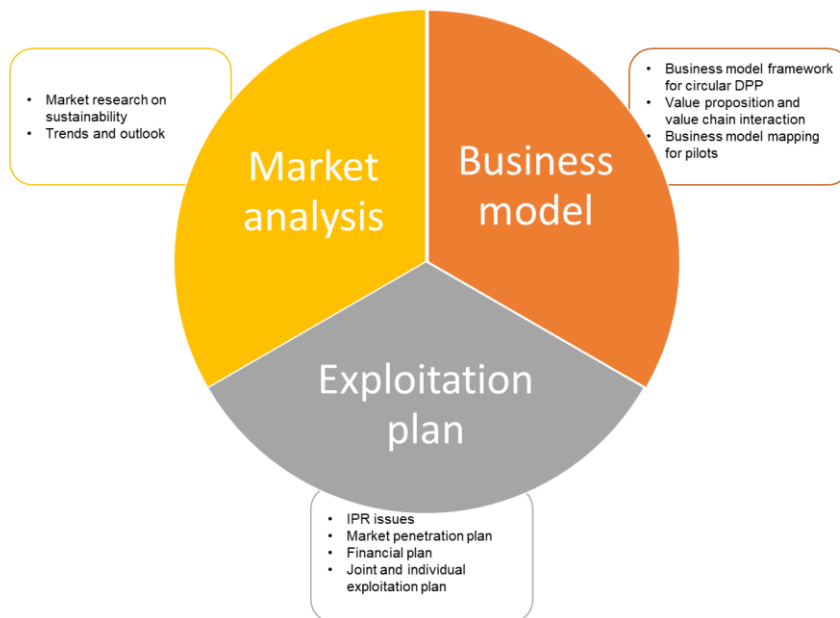 • Market research on
sustainability
• Trends and outlook
Market
analysis
• Business model framework
for circular DPP
• Value proposition and
value chain interaction
• Business model mapping
for pilots
Business
model
Exploitation
plan
• IPR issues
• Market penetration plan
• Financial plan
• Joint and individual
exploitation plan